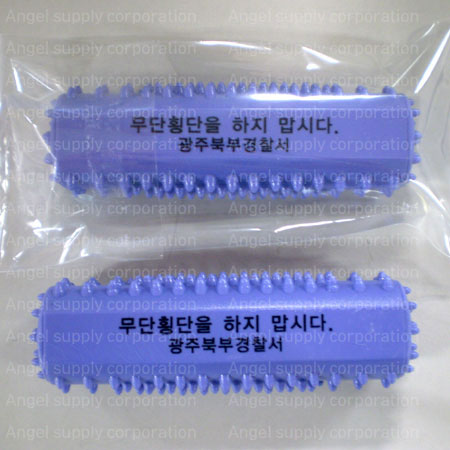 Angel supply corporation
무단횡단을 하지 맙시다.
광주북부경찰서
무단횡단을 하지 맙시다.
광주북부경찰서